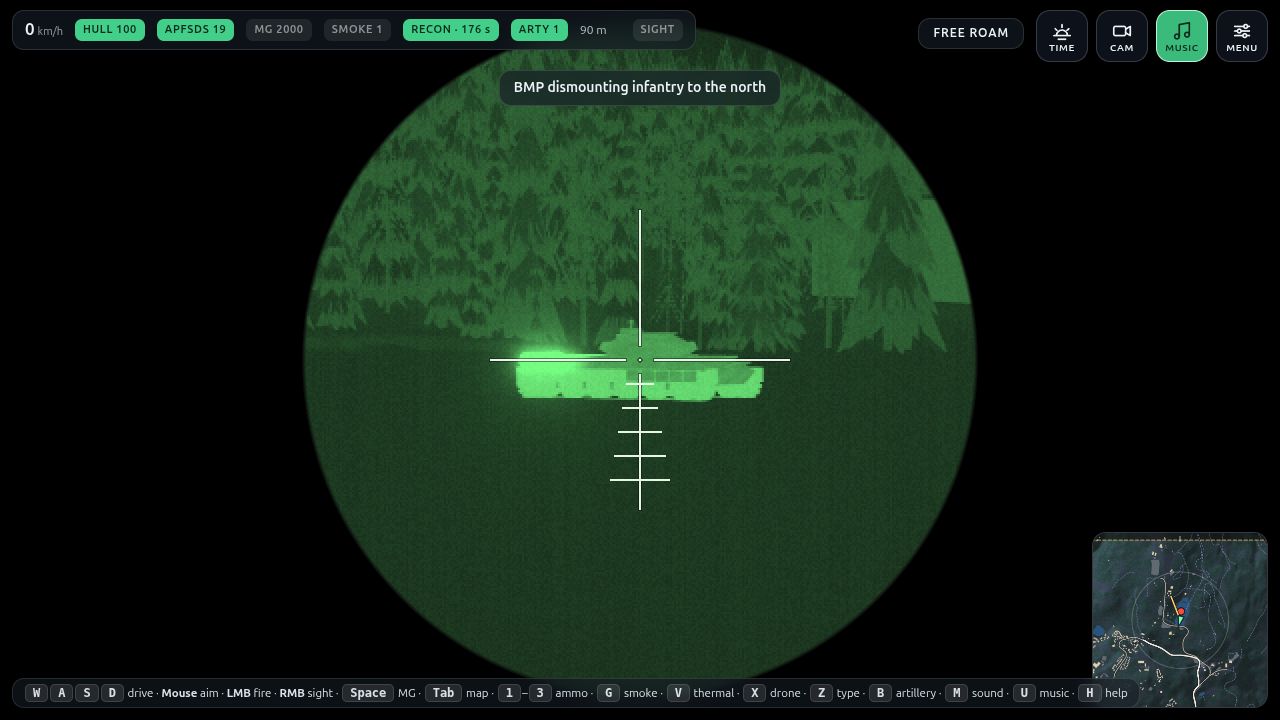 0 km/h HULL 100 APFSDS 19 MG 2000 SMOKE 1 RECON · 176 s ARTY 1 90 m SIGHT
FREE ROAM
TIME CAM MUSIC MENU
BMP dismounting infantry to the north
W A S D drive · Mouse aim · LMB fire · RMB sight · Space MG · Tab map · 1–3 ammo · G smoke · V thermal · X drone · Z type · B artillery · M sound · U music · H help